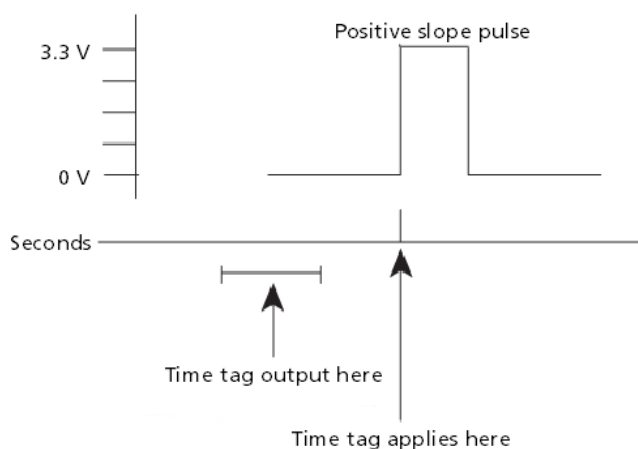 Positive slope pulse
3.3 V
0 V
Seconds
Time tag output here
Time tag applies here